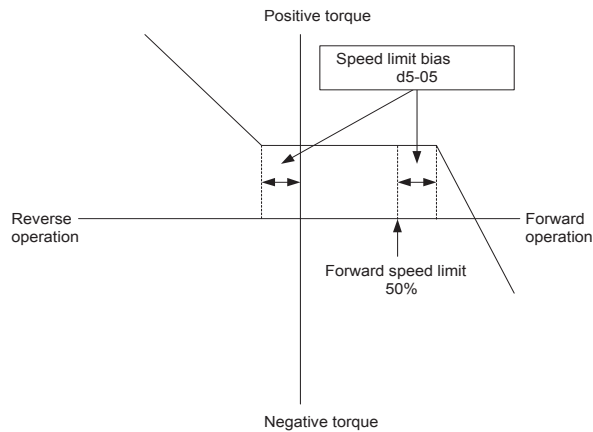 Positive torque
Speed limit bias
d5-05
Reverse
operation
Forward
operation
Forward speed limit
50%
Negative torque